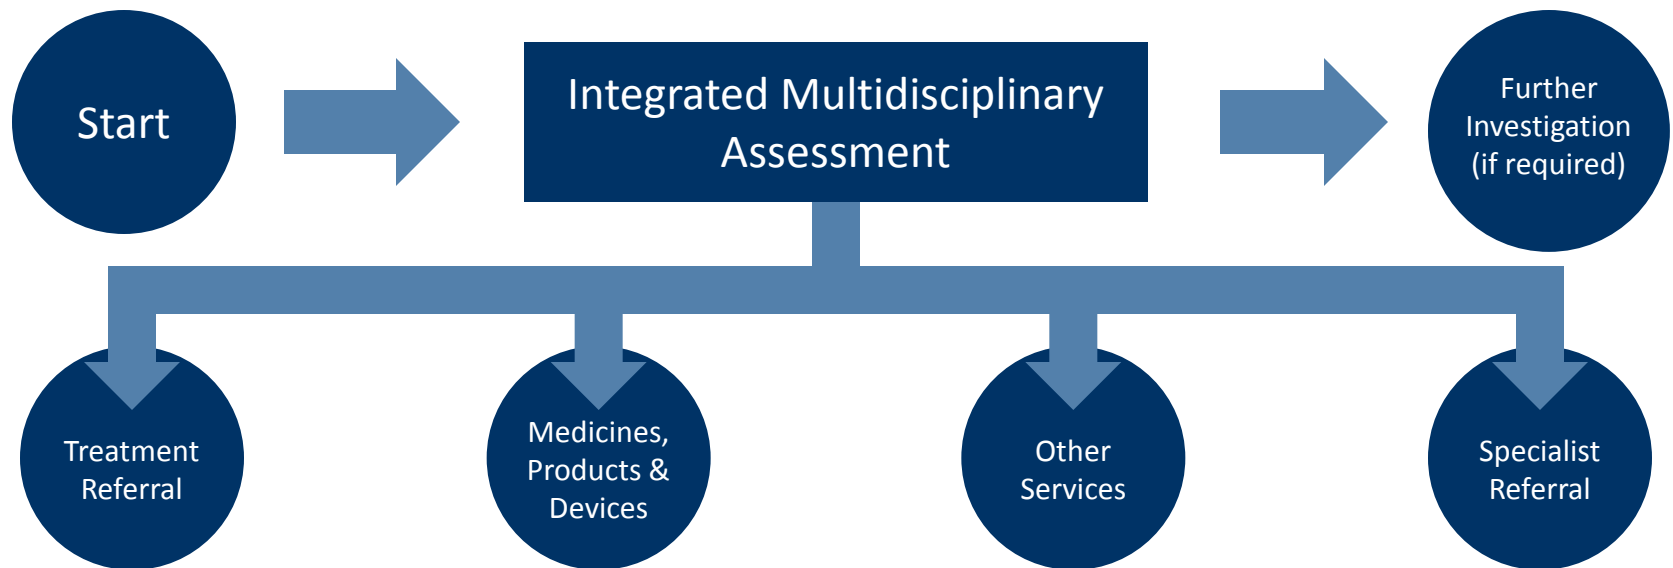 Start
Integrated Multidisciplinary
Assessment
Further
Investigation
(if required)
Treatment
Referral
Medicines,
Products &
Devices
Other
Services
Specialist
Referral